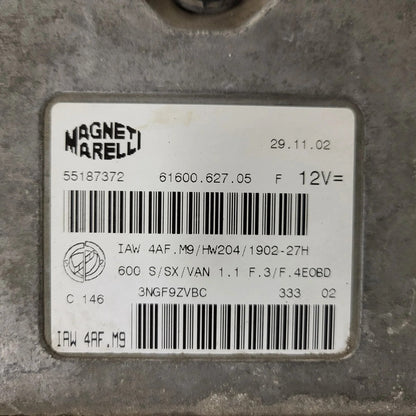 MAGNETI
MARELLI
29.11.02
55187372 61600.627.05 F 12V=
IAW 4AF.M9/HW204/1902-27H
600 S/SX/VAN 1.1 F.3/F.4EOBD
C 146 3NGF9ZVBC 333 02
IAW 4AF.M9